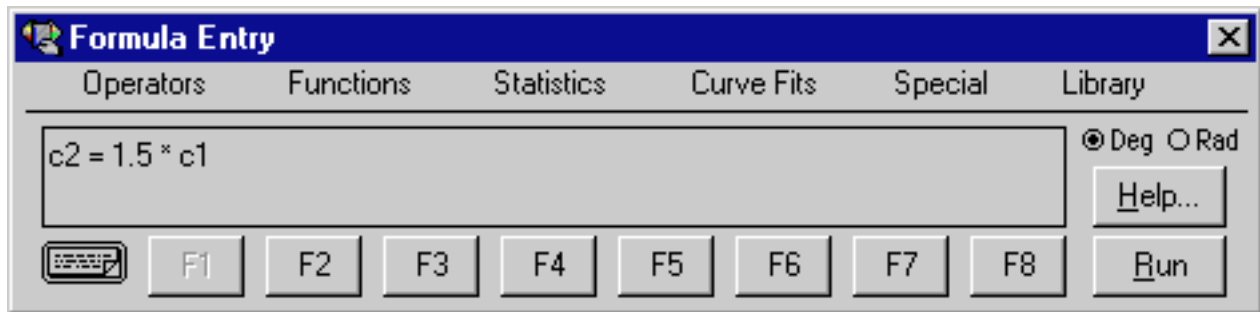 Formula Entry
Operators Functions Statistics Curve Fits Special Library
c2 = 1.5 * c1
Deg Rad
Help...
F1 F2 F3 F4 F5 F6 F7 F8 Run